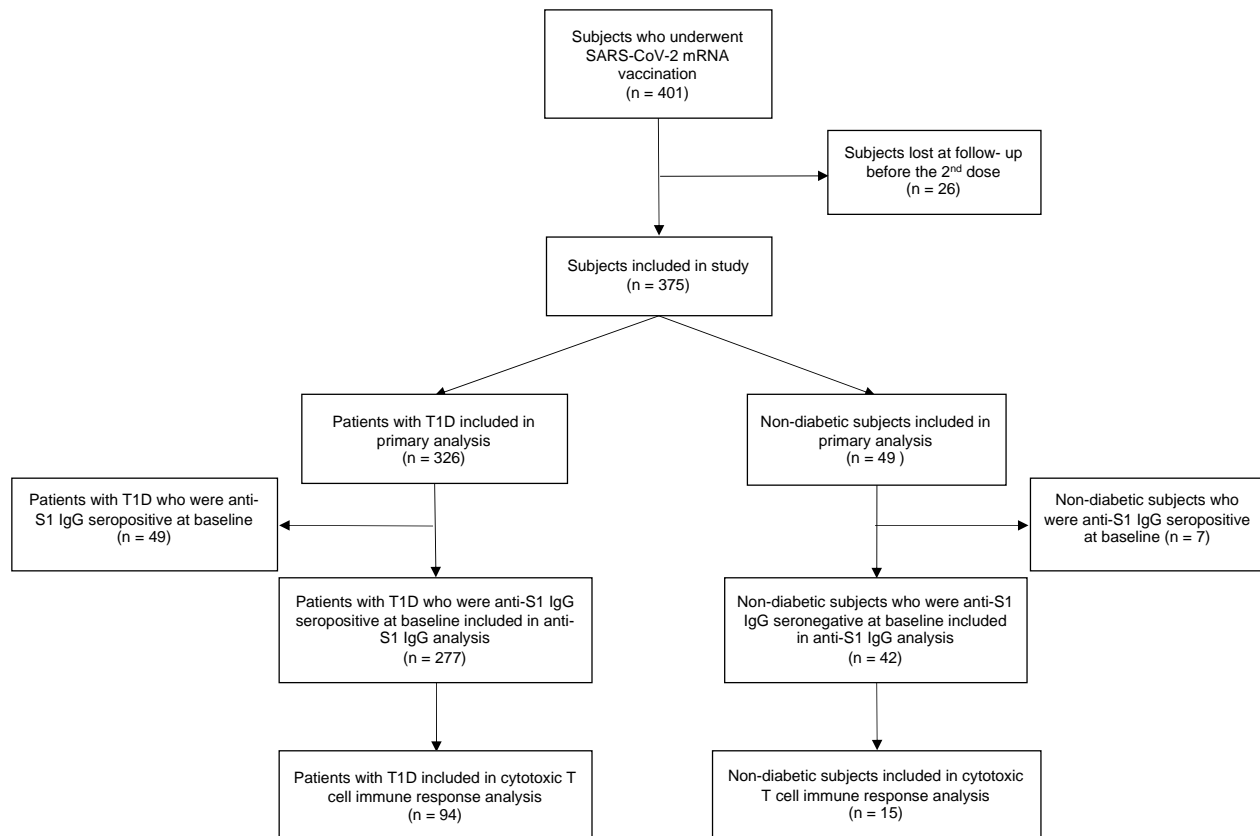 Subjects who underwent
SARS-CoV-2 mRNA
vaccination
(n = 401)
Subjects lost at follow- up
before the 2nd dose
(n = 26)
Subjects included in study
(n = 375)
Patients with T1D included in
primary analysis
(n = 326)
Non-diabetic subjects included in
primary analysis
(n = 49 )
Patients with T1D who were anti-
S1 IgG seropositive at baseline
(n = 49)
Non-diabetic subjects who
were anti-S1 IgG seropositive
at baseline (n = 7)
Patients with T1D who were anti-S1 IgG
seropositive at baseline included in anti-
S1 IgG analysis
(n = 277)
Non-diabetic subjects who were anti-S1
IgG seronegative at baseline included
in anti-S1 IgG analysis
(n = 42)
Patients with T1D included in cytotoxic T
cell immune response analysis
(n = 94)
Non-diabetic subjects included in cytotoxic
T cell immune response analysis
(n = 15)